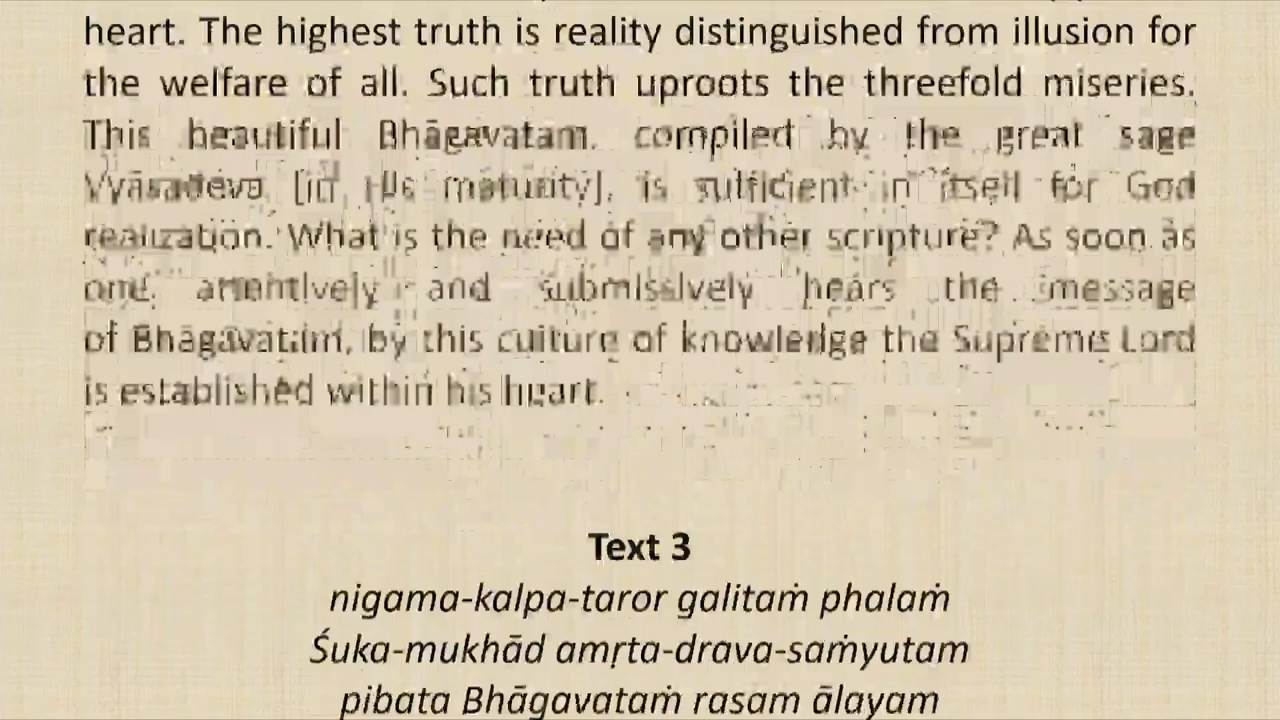 heart. The highest truth is reality distinguished from illusion for
the welfare of all. Such truth uproots the threefold miseries.
This beautiful Bhāgavatam, compiled by the great sage
Vyāsadeva [in His maturity], is sufficient in itself for God
realization. What is the need of any other scripture? As soon as
one attentively and submissively hears the message
of Bhāgavatam, by this culture of knowledge the Supreme Lord
is established within his heart.
Text 3
nigama-kalpa-taror galitaṁ phalaṁ
Śuka-mukhād amṛta-drava-saṁyutam
pibata Bhāgavataṁ rasam ālayam